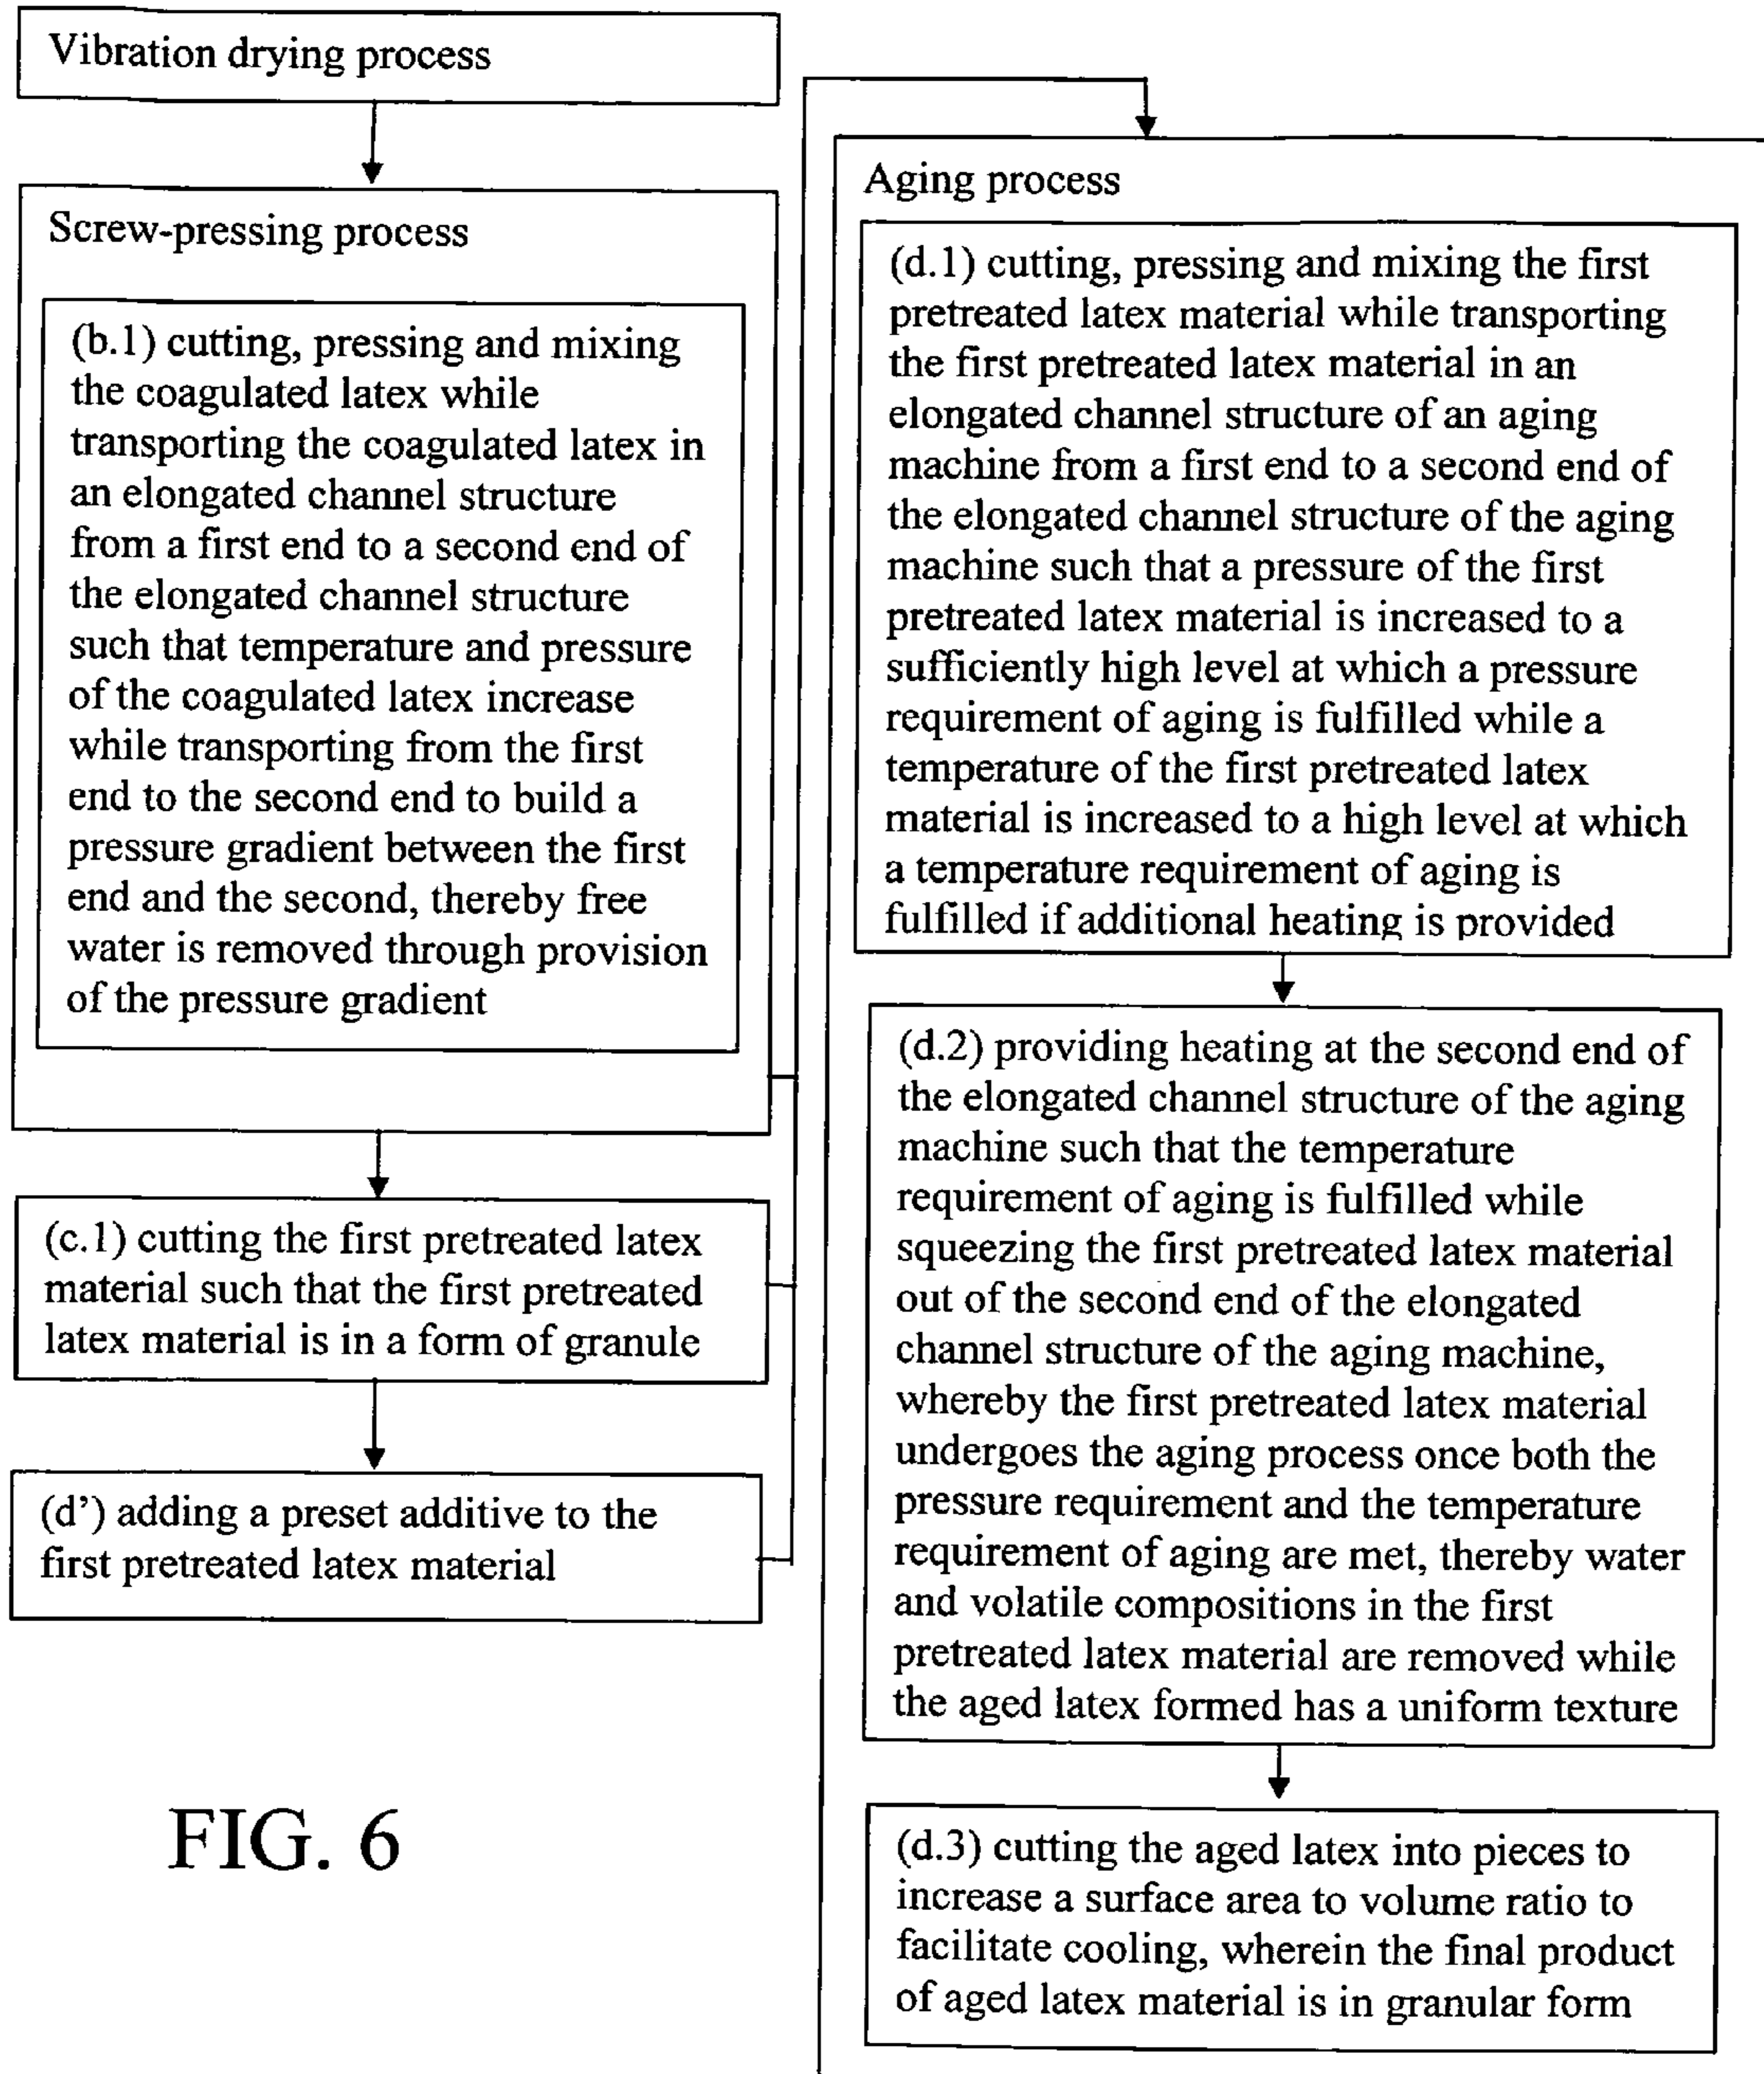 Vibration drying process
Screw-pressing process
(b.1) cutting, pressing and mixing
the coagulated latex while
transporting the coagulated latex in
an elongated channel structure
from a first end to a second end of
the elongated channel structure
such that temperature and pressure
of the coagulated latex increase
while transporting from the first
end to the second end to build a
pressure gradient between the first
end and the second, thereby free
water is removed through provision
of the pressure gradient
(c.1) cutting the first pretreated latex
material such that the first pretreated
latex material is in a form of granule
(d’) adding a preset additive to the
first pretreated latex material
FIG. 6
Aging process
(d.1) cutting, pressing and mixing the first
pretreated latex material while transporting
the first pretreated latex material in an
elongated channel structure of an aging
machine from a first end to a second end of
the elongated channel structure of the aging
machine such that a pressure of the first
pretreated latex material is increased to a
sufficiently high level at which a pressure
requirement of aging is fulfilled while a
temperature of the first pretreated latex
material is increased to a high level at which
a temperature requirement of aging is
fulfilled if additional heating is provided
(d.2) providing heating at the second end of
the elongated channel structure of the aging
machine such that the temperature
requirement of aging is fulfilled while
squeezing the first pretreated latex material
out of the second end of the elongated
channel structure of the aging machine,
whereby the first pretreated latex material
undergoes the aging process once both the
pressure requirement and the temperature
requirement of aging are met, thereby water
and volatile compositions in the first
pretreated latex material are removed while
the aged latex formed has a uniform texture
(d.3) cutting the aged latex into pieces to
increase a surface area to volume ratio to
facilitate cooling, wherein the final product
of aged latex material is in granular form